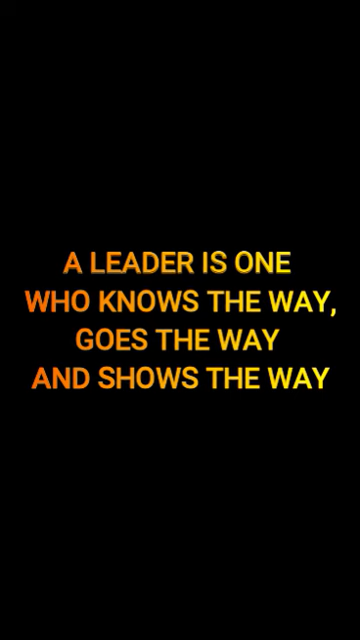 A LEADER IS ONE
WHO KNOWS THE WAY,
GOES THE WAY
AND SHOWS THE WAY